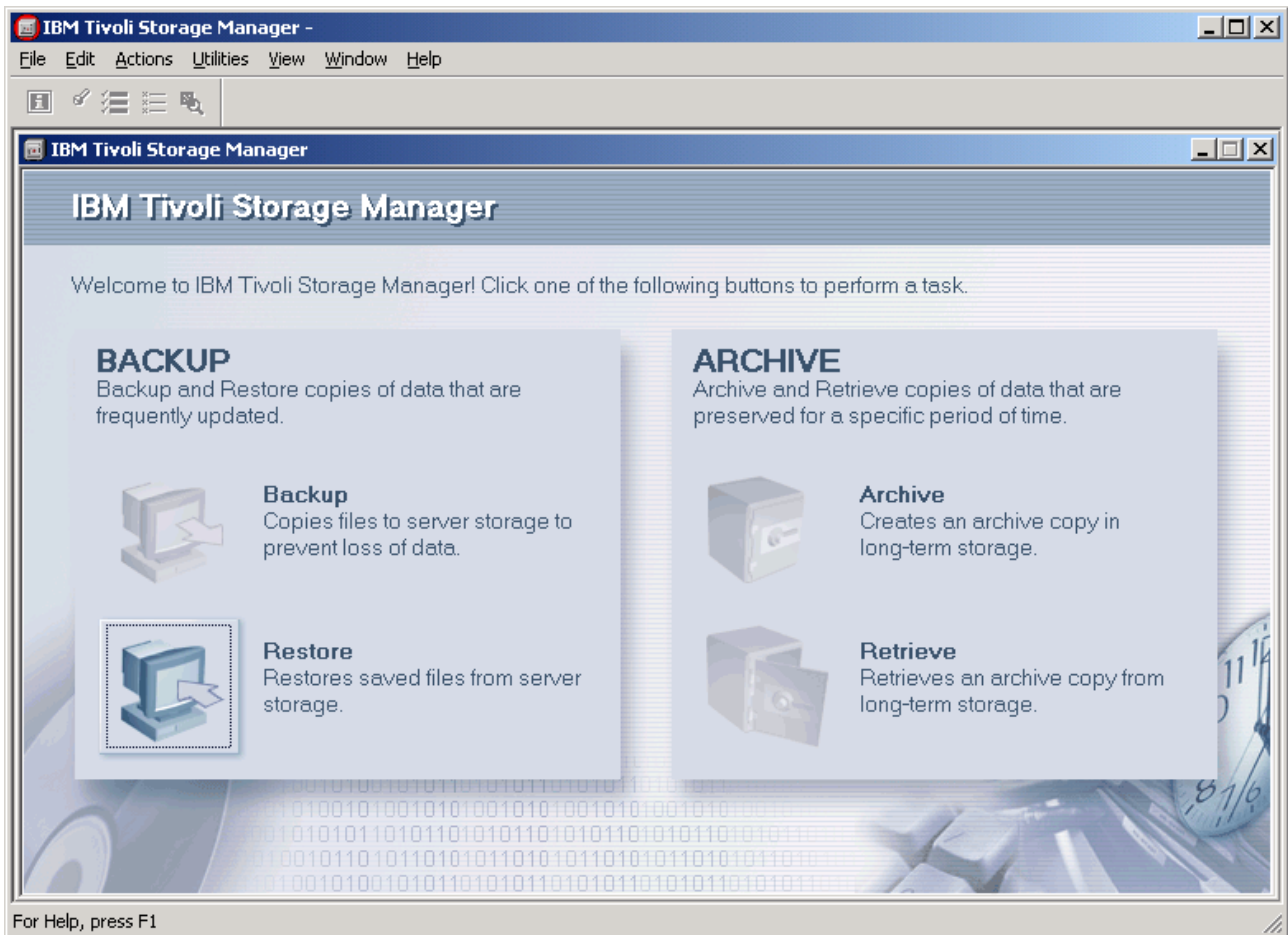 IBM Tivoli Storage Manager -
File Edit Actions Utilities View Window Help
IBM Tivoli Storage Manager
IBM Tivoli Storage Manager
Welcome to IBM Tivoli Storage Manager! Click one of the following buttons to perform a task.
BACKUP
Backup and Restore copies of data that are
frequently updated.
Backup
Copies files to server storage to
prevent loss of data.
Restore
Restores saved files from server
storage.
ARCHIVE
Archive and Retrieve copies of data that are
preserved for a specific period of time.
Archive
Creates an archive copy in
long-term storage.
Retrieve
Retrieves an archive copy from
long-term storage.
11
8 7 6
For Help, press F1